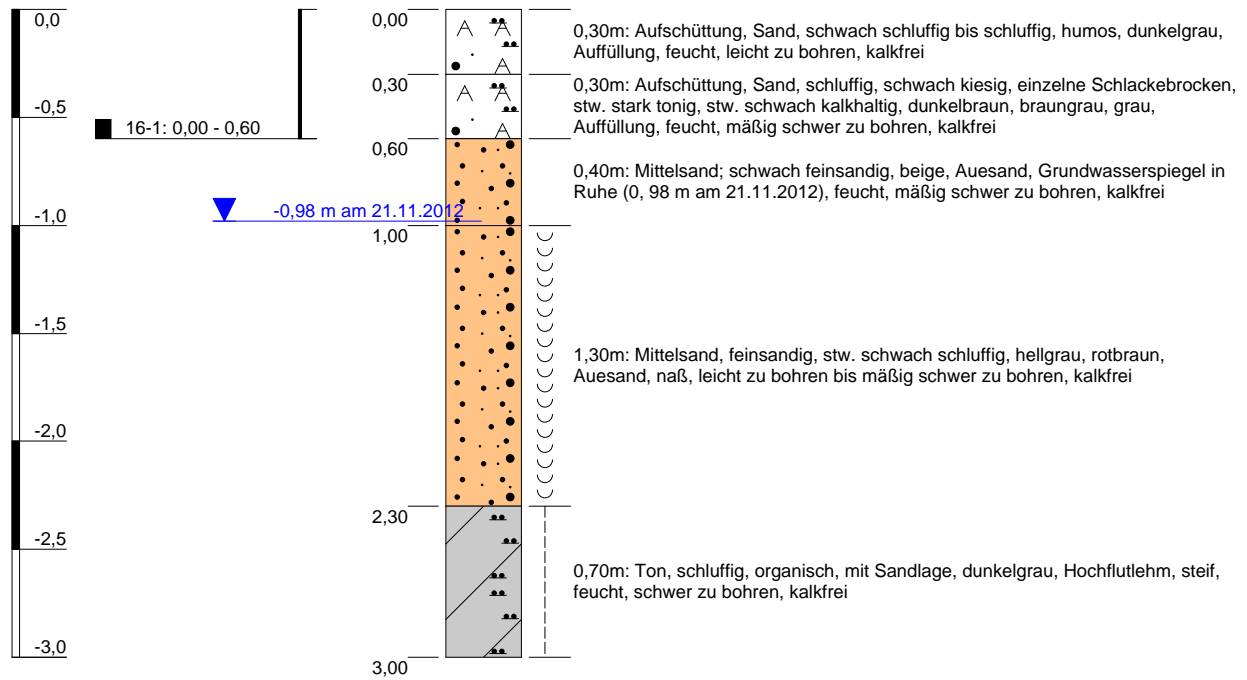 0,0
-0,5
-1,0
-1,5
-2,0
-2,5
-3,0
16-1: 0,00 - 0,60
-0,98 m am 21.11.2012
0,00
0,30
0,60
1,00
2,30
3,00
0,30m: Aufschüttung, Sand, schwach schluffig bis schluffig, humos, dunkelgrau,
Auffüllung, feucht, leicht zu bohren, kalkfrei
0,30m: Aufschüttung, Sand, schluffig, schwach kiesig, einzelne Schlackebrocken,
stw. stark tonig, stw. schwach kalkhaltig, dunkelbraun, braungrau, grau,
Auffüllung, feucht, mäßig schwer zu bohren, kalkfrei
0,40m: Mittelsand; schwach feinsandig, beige, Auesand, Grundwasserspiegel in
Ruhe (0, 98 m am 21.11.2012), feucht, mäßig schwer zu bohren, kalkfrei
1,30m: Mittelsand, feinsandig, stw. schwach schluffig, hellgrau, rotbraun,
Auesand, naß, leicht zu bohren bis mäßig schwer zu bohren, kalkfrei
0,70m: Ton, schluffig, organisch, mit Sandlage, dunkelgrau, Hochflutlehm, steif,
feucht, schwer zu bohren, kalkfrei